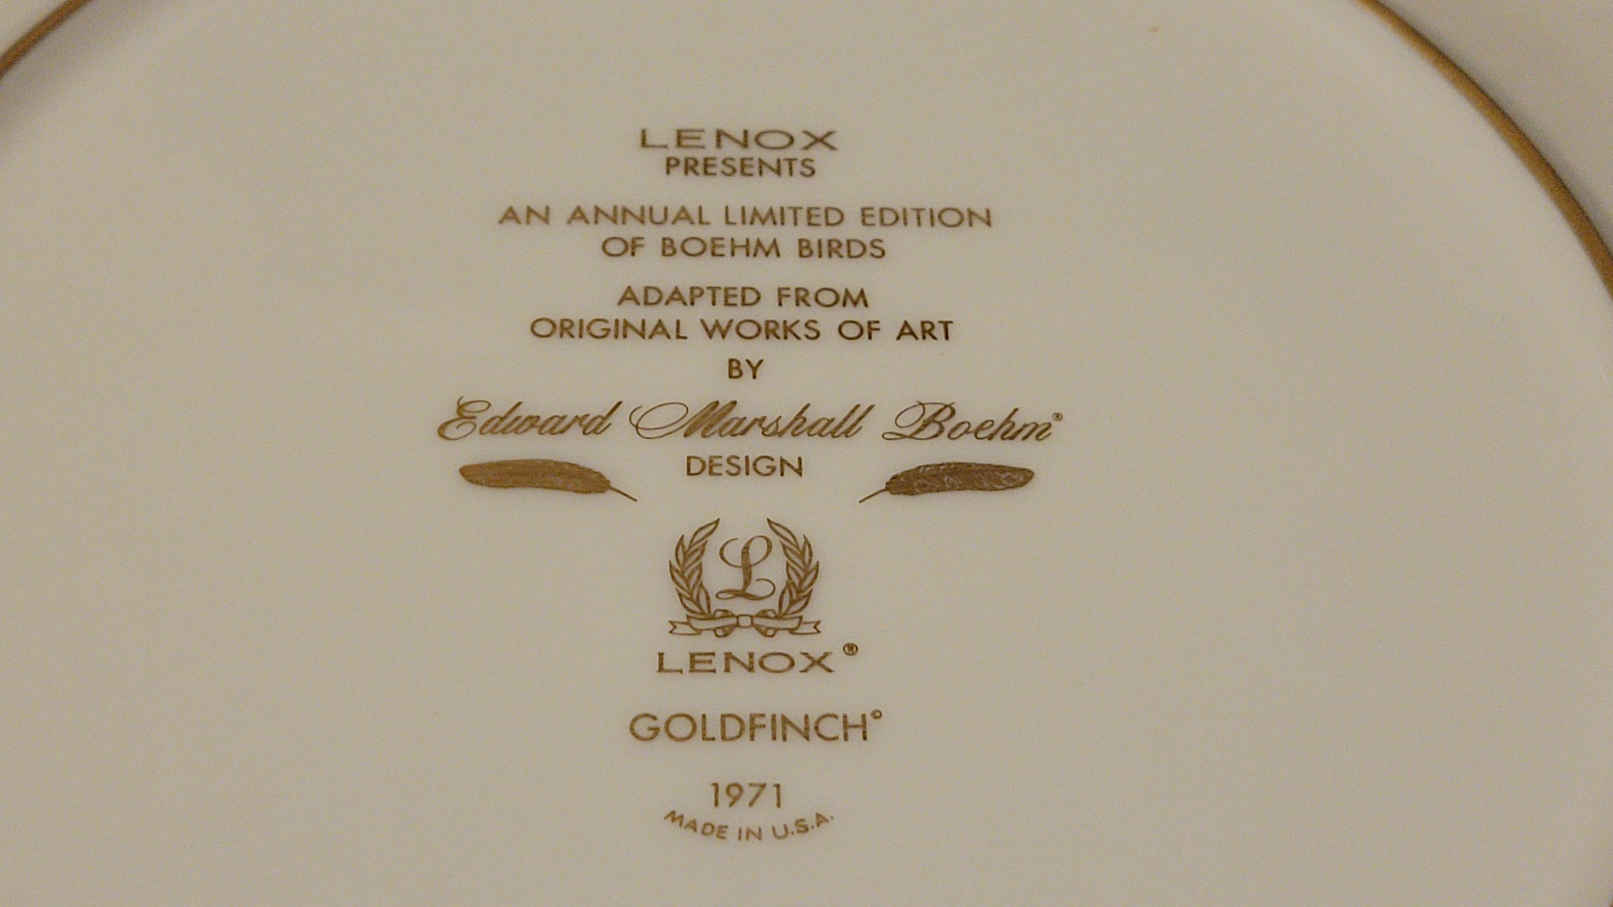 LENOX
PRESENTS
AN ANNUAL LIMITED EDITION
OF BOEHM BIRDS
ADAPTED FROM
ORIGINAL WORKS OF ART
BY
Edward Marshall Boehm®
DESIGN
L
LENOX®
GOLDFINCH©
1971
MADE IN U.S.A.